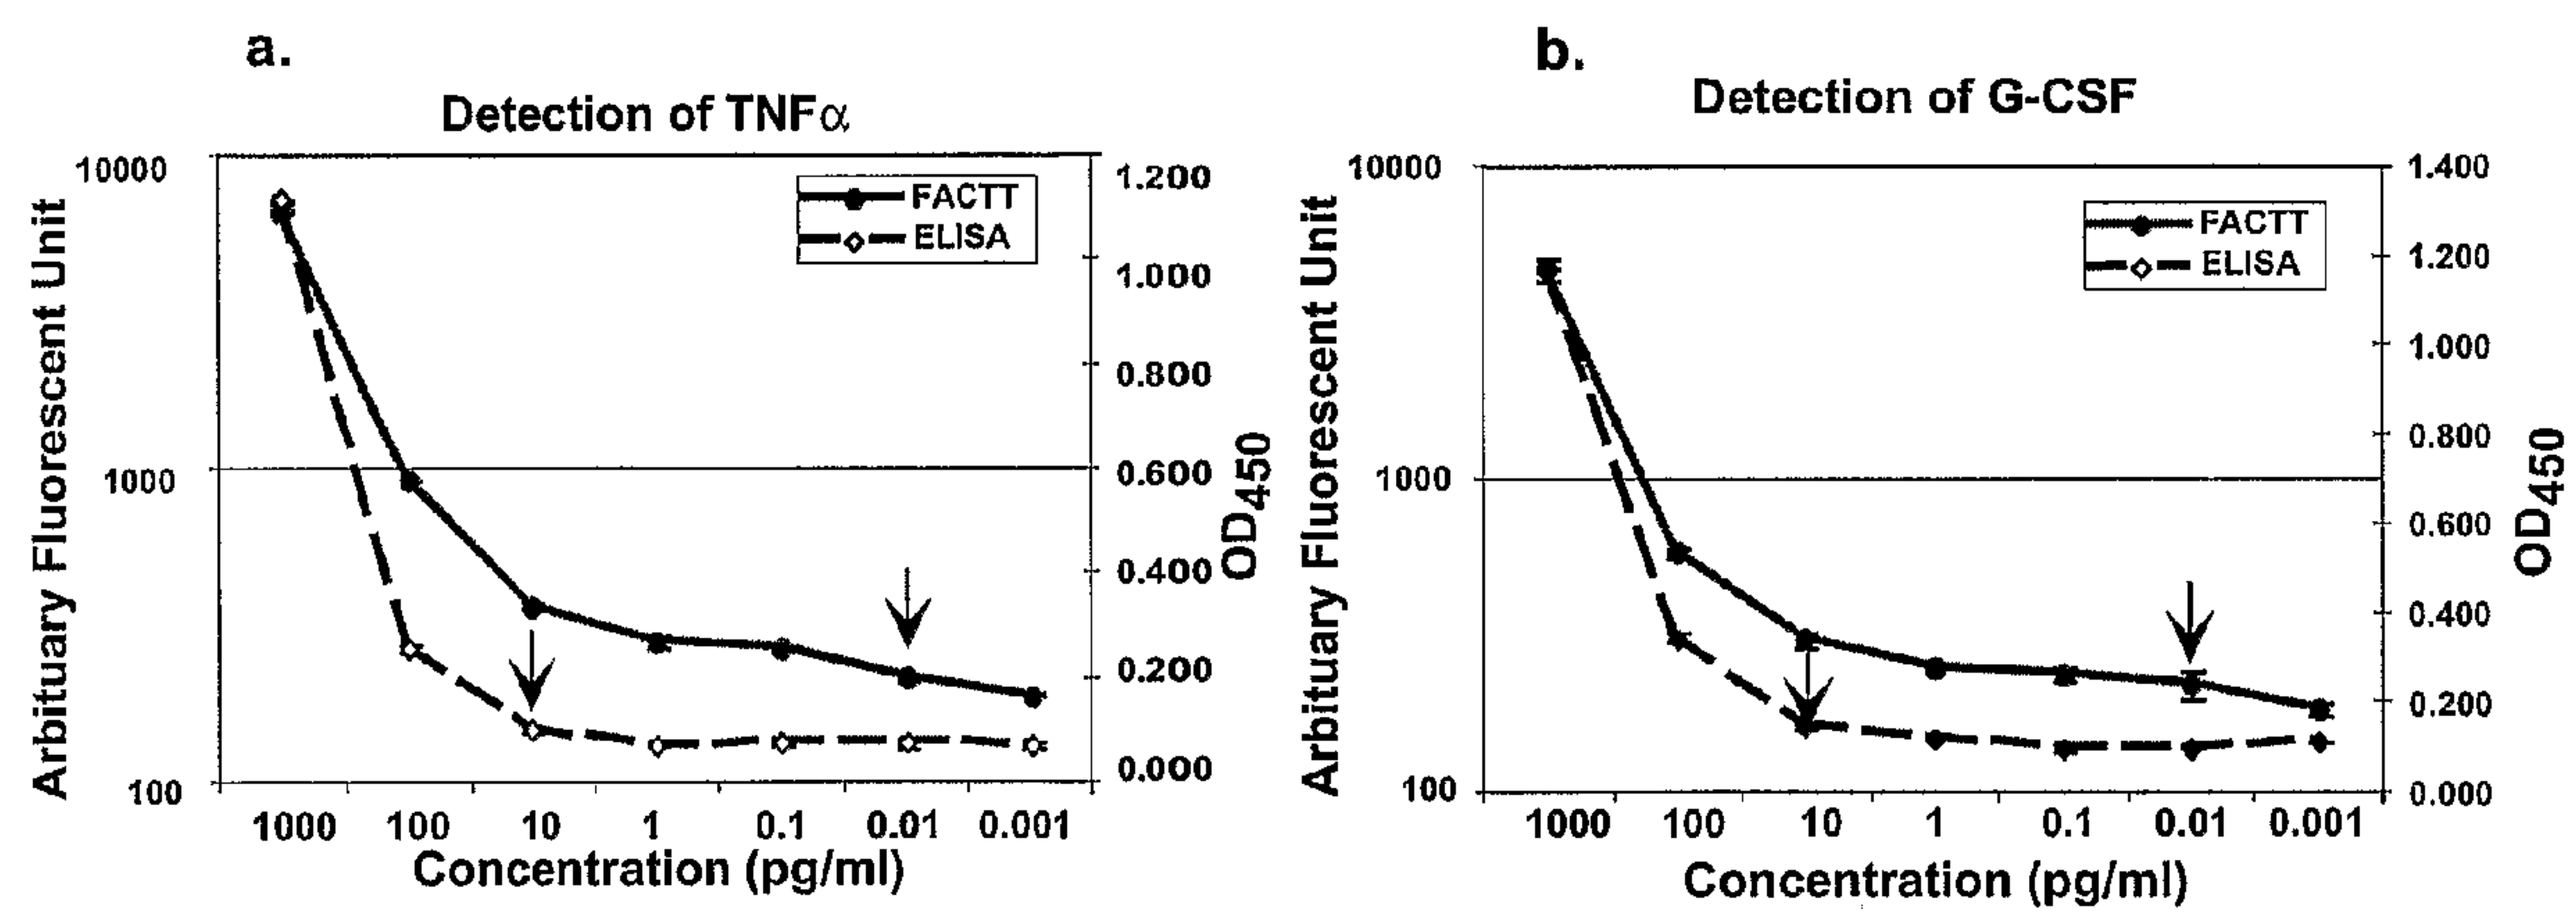 a.
Detection of TNFα
Arbituary Fluorescent Unit
10000
1000
100
FACTT
ELISA
1.200
1.000
0.800
0.600
0.400
0.200
0.000
OD450
1000 100 10 1 0.1 0.01 0.001
Concentration (pg/ml)
b.
Detection of G-CSF
Arbituary Fluorescent Unit
10000
1000
100
FACTT
ELISA
1.400
1.200
1.000
0.800
0.600
0.400
0.200
0.000
OD450
1000 100 10 1 0.1 0.01 0.001
Concentration (pg/ml)